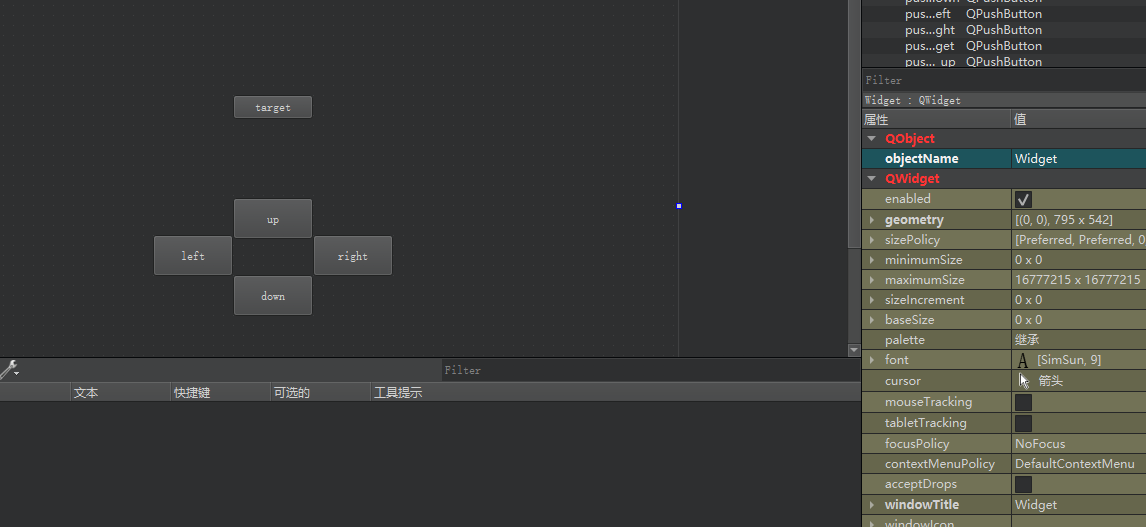 pus...eft QPushButton
pus...ght QPushButton
pus...get QPushButton
pus... up QPushButton
Filter
Widget : QWidget
属性 值
QObject
objectName Widget
QWidget
enabled
geometry [(0, 0), 795 x 542]
sizePolicy [Preferred, Preferred, 0
minimumSize 0 x 0
maximumSize 16777215 x 16777215
sizeIncrement 0 x 0
baseSize 0 x 0
palette 继承
font A [SimSun, 9]
cursor 箭头
mouseTracking
tabletTracking
focusPolicy NoFocus
contextMenuPolicy DefaultContextMenu
acceptDrops
windowTitle Widget
windowIcon
target
up
left right
down
Filter
文本 快捷键 可选的 工具提示